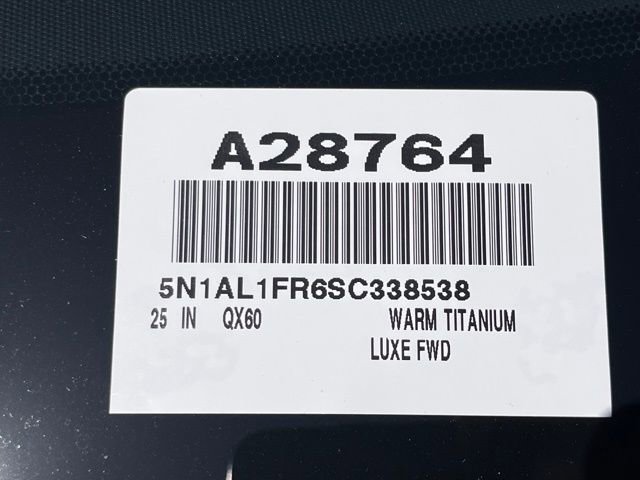 A28764
5N1AL1FR6SC338538
25 IN QX60 WARM TITANIUM
LUXE FWD